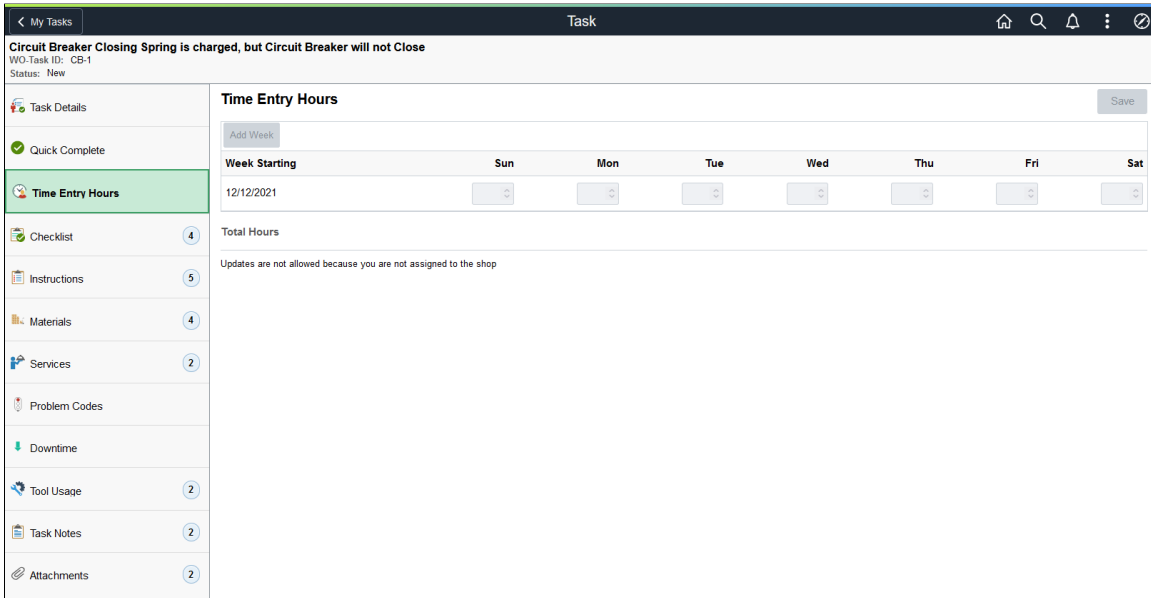 My Tasks
Task
Circuit Breaker Closing Spring is charged, but Circuit Breaker will not Close
WO-Task ID: CB-1
Status: New
Task Details
Quick Complete
Time Entry Hours
Checklist 4
Instructions 5
Materials 4
Services 2
Problem Codes
Downtime
Tool Usage 2
Task Notes 2
Attachments 2
Time Entry Hours
Save
Add Week
Week Starting Sun Mon Tue Wed Thu Fri Sat
12/12/2021
Total Hours
Updates are not allowed because you are not assigned to the shop